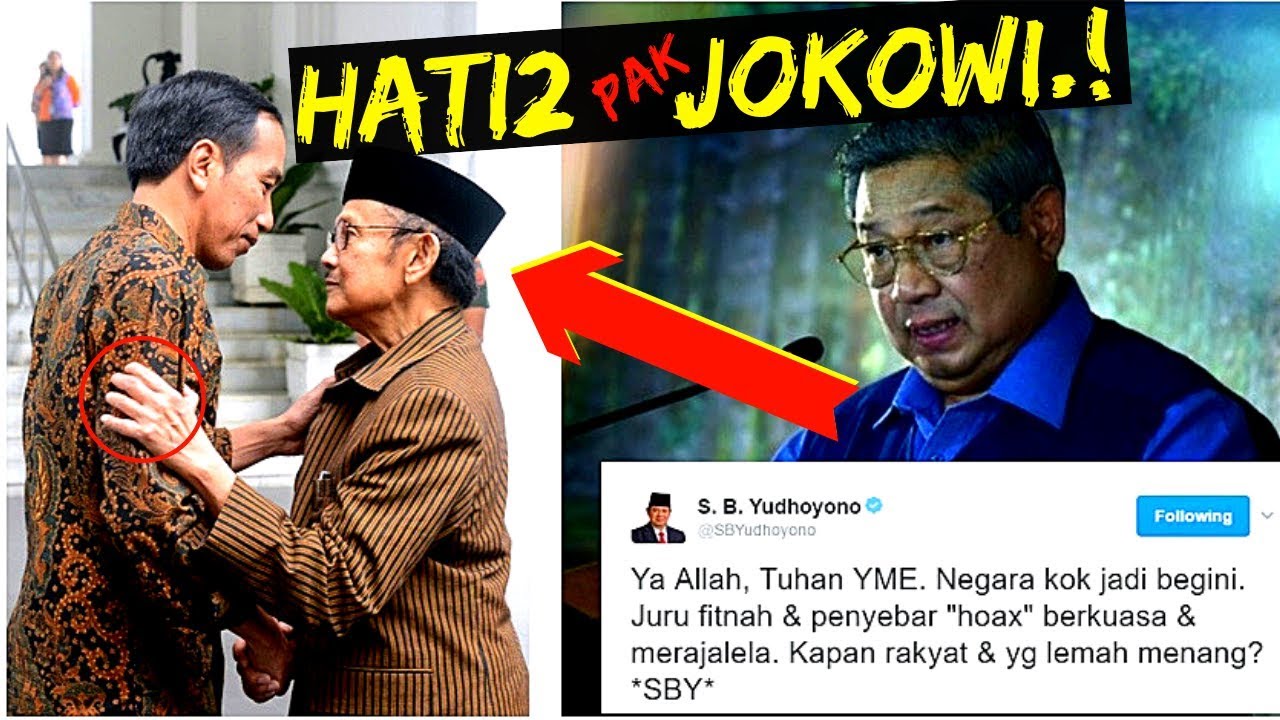 HATI2 PAK JOKOWI.!
S. B. Yudhoyono
@SBYudhoyono
Following
Ya Allah, Tuhan YME. Negara kok jadi begini.
Juru fitnah & penyebar "hoax" berkuasa &
merajalela. Kapan rakyat & yg lemah menang?
*SBY*